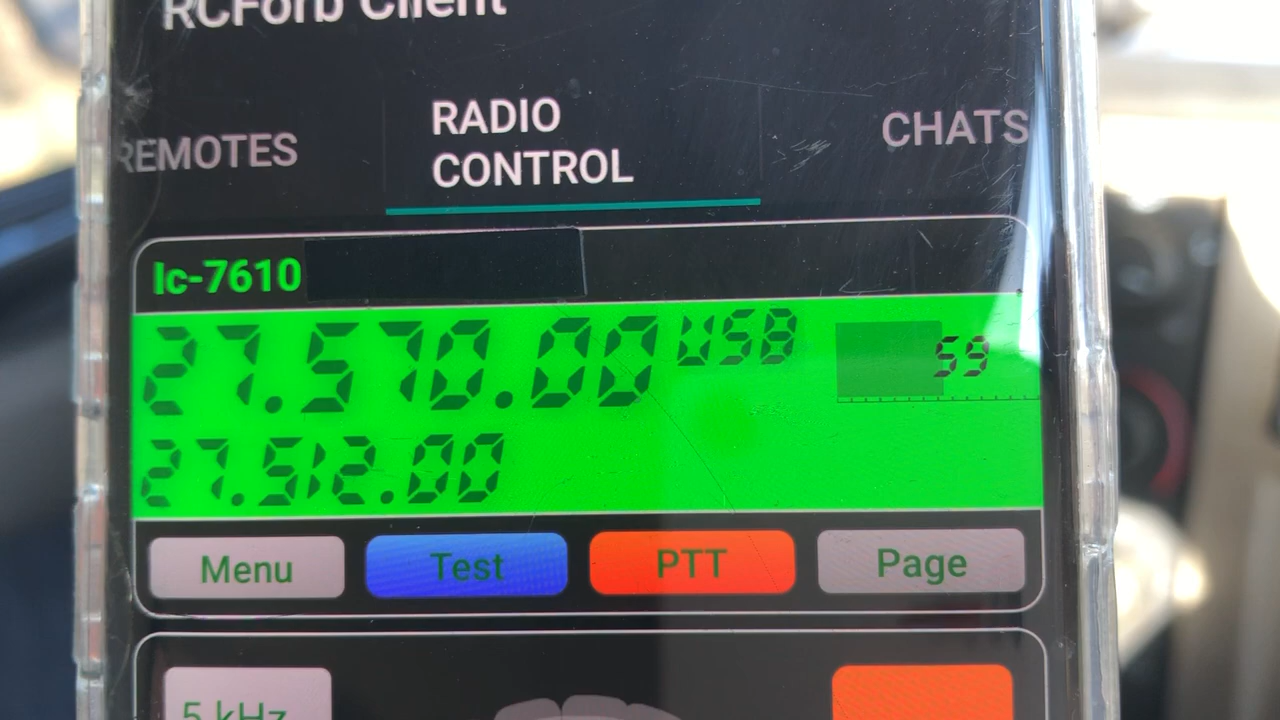 RCForb Client
REMOTES
RADIO
CONTROL
CHATS
Ic-7610
27.570.00 USB S9
27.512.00
Menu Test PTT Page
5 kHz